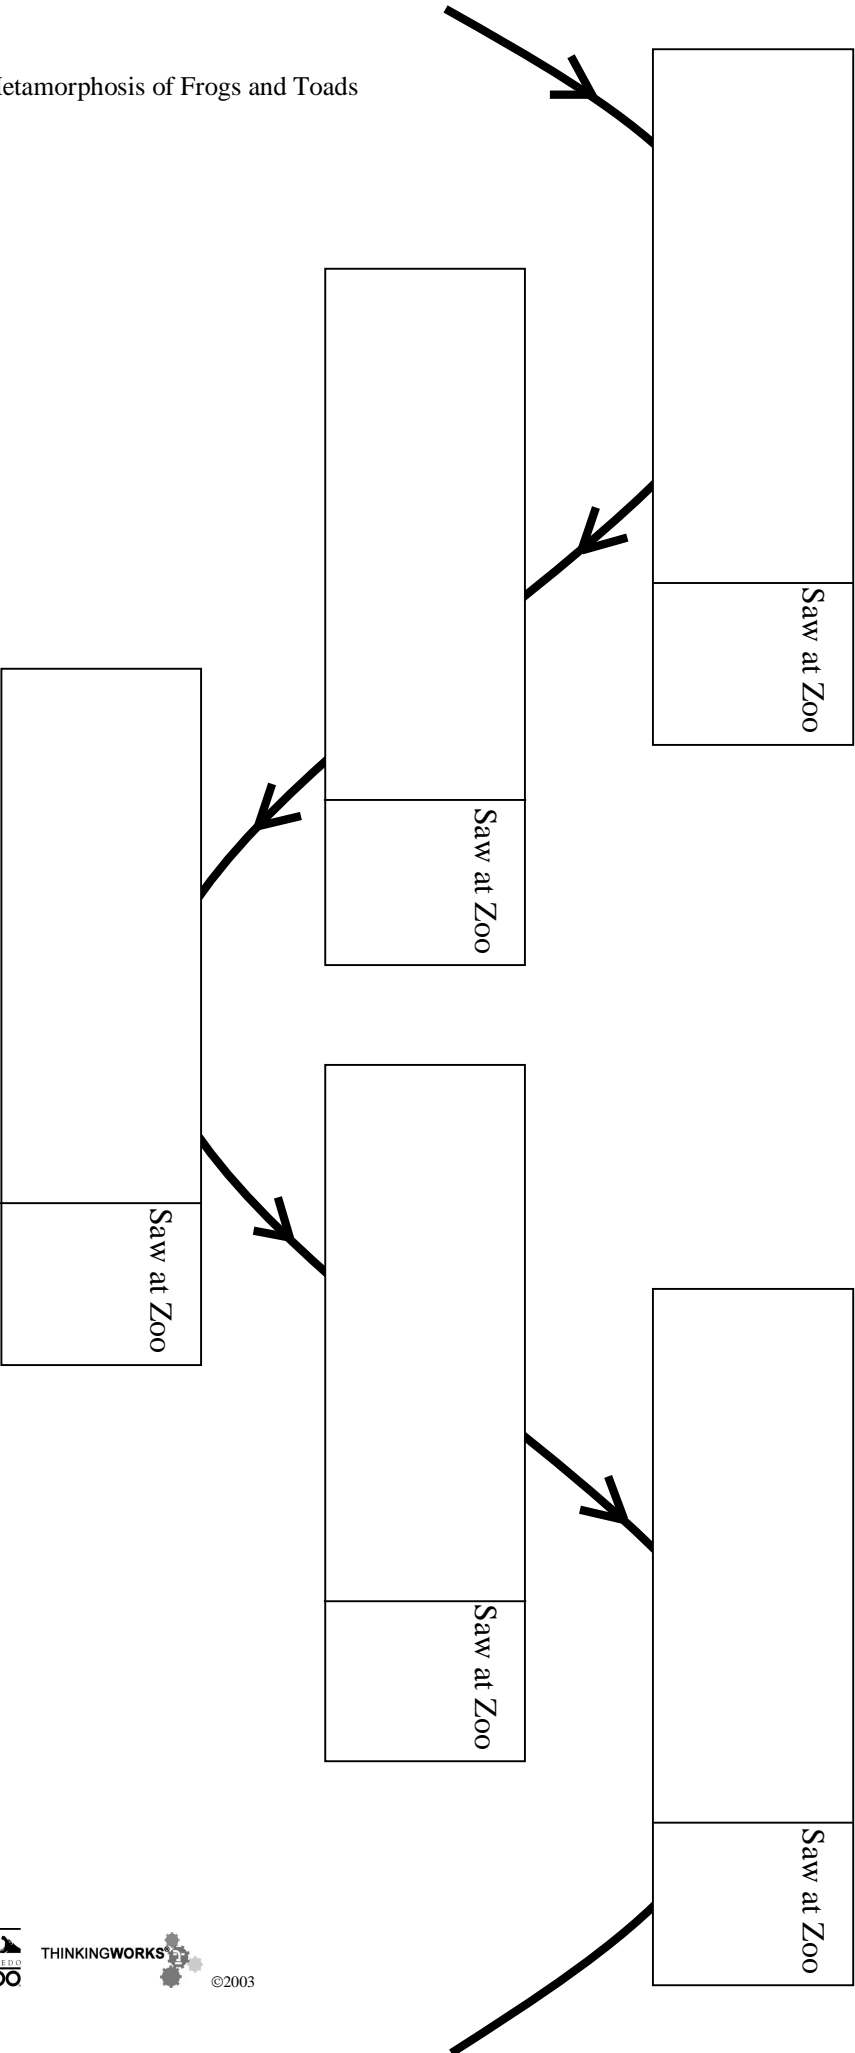 etamorphosis of Frogs and Toads
Saw at Zoo
Saw at Zoo
Saw at Zoo
Saw at Zoo
Saw at Zoo
THINKINGWORKS®
©2003